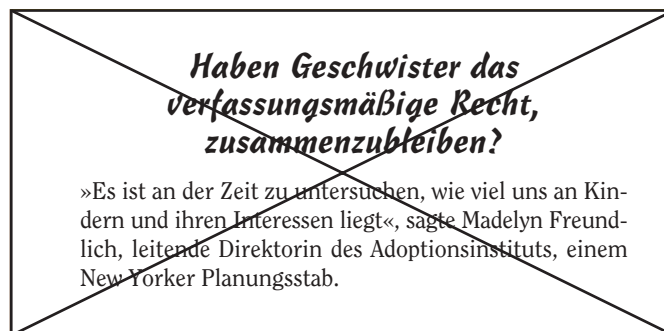 Haben Geschwister das
verfassungsmäßige Recht,
zusammenzubleiben?
»Es ist an der Zeit zu untersuchen, wie viel uns an Kin-
dern und ihren Interessen liegt«, sagte Madelyn Freund-
lich, leitende Direktorin des Adoptionsinstituts, einem
New Yorker Planungsstab.